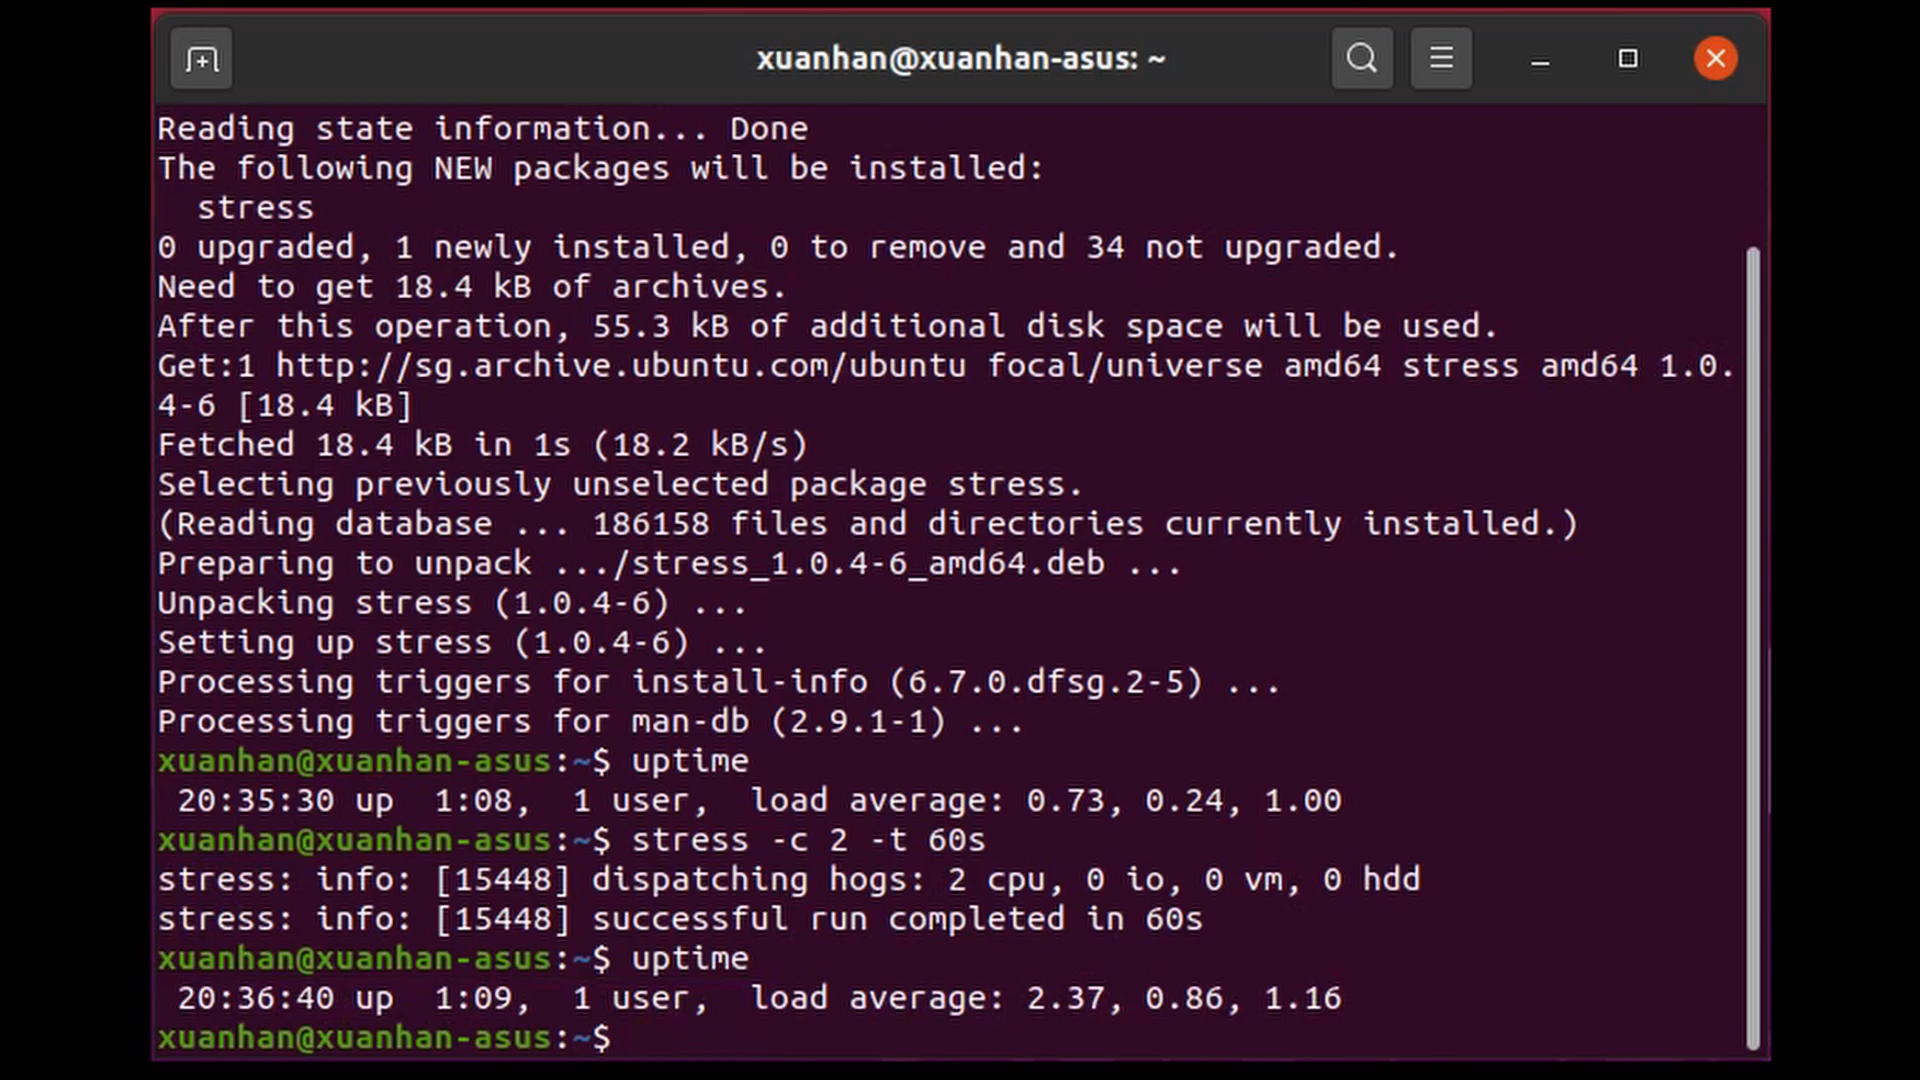 xuanhan@xuanhan-asus: ~
Reading state information... Done
The following NEW packages will be installed:
  stress
0 upgraded, 1 newly installed, 0 to remove and 34 not upgraded.
Need to get 18.4 kB of archives.
After this operation, 55.3 kB of additional disk space will be used.
Get:1 http://sg.archive.ubuntu.com/ubuntu focal/universe amd64 stress amd64 1.0.
4-6 [18.4 kB]
Fetched 18.4 kB in 1s (18.2 kB/s)
Selecting previously unselected package stress.
(Reading database ... 186158 files and directories currently installed.)
Preparing to unpack .../stress_1.0.4-6_amd64.deb ...
Unpacking stress (1.0.4-6) ...
Setting up stress (1.0.4-6) ...
Processing triggers for install-info (6.7.0.dfsg.2-5) ...
Processing triggers for man-db (2.9.1-1) ...
xuanhan@xuanhan-asus:~$ uptime
 20:35:30 up  1:08,  1 user,  load average: 0.73, 0.24, 1.00
xuanhan@xuanhan-asus:~$ stress -c 2 -t 60s
stress: info: [15448] dispatching hogs: 2 cpu, 0 io, 0 vm, 0 hdd
stress: info: [15448] successful run completed in 60s
xuanhan@xuanhan-asus:~$ uptime
 20:36:40 up  1:09,  1 user,  load average: 2.37, 0.86, 1.16
xuanhan@xuanhan-asus:~$